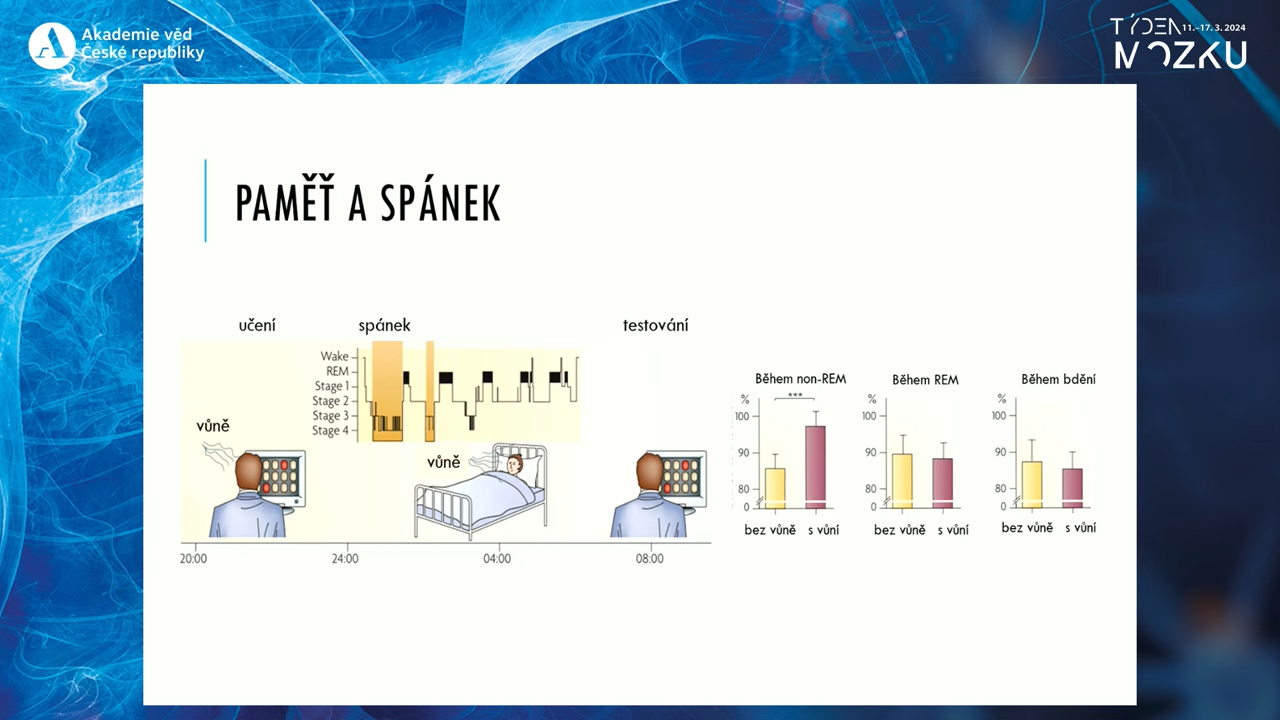 Akademie věd
České republiky
TÝDEN 11.–17. 3. 2024
MOZKU
PAMĚŤ A SPÁNEK
učení
spánek
testování
Wake
REM
Stage 1
Stage 2
Stage 3
Stage 4
vůně
vůně
20:00
24:00
04:00
08:00
Během non-REM
%
***
100
90
80
0
bez vůně s vůní
Během REM
%
100
90
80
0
bez vůně s vůní
Během bdění
%
100
90
80
0
bez vůně s vůní